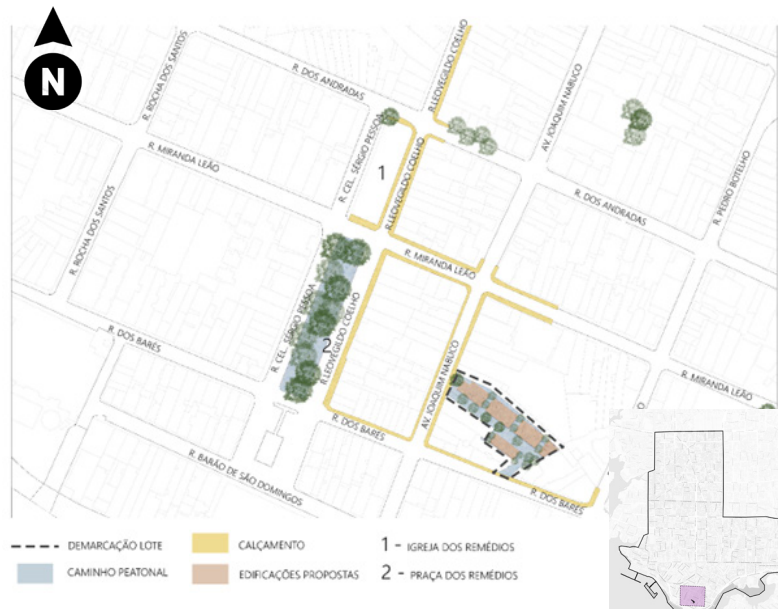 N
R. ROCHA DOS SANTOS
R. DOS ANDRADAS
R.LEOVEGILDO COELHO
AV. JOAQUIM NABUCO
R. MIRANDA LEÃO
R. CEL. SÉRGIO PESSOA
1
R.LEOVEGILDO COELHO
R. DOS ANDRADAS
R. PEDRO BOTELHO
R. ROCHA DOS SANTOS
R. MIRANDA LEÃO
R. CEL. SÉRGIO PESSOA
2
R.LEOVEGILDO COELHO
R. DOS BARES
AV. JOAQUIM NABUCO
R. MIRANDA LEÃO
R. DOS BARES
R. BARÃO DE SÃO DOMINGOS
R. DOS BARES
DEMARCAÇÃO LOTE
CALÇAMENTO
1 - IGREJA DOS REMÉDIOS
CAMINHO PEATONAL
EDIFICAÇÕES PROPOSTAS
2 - PRAÇA DOS REMÉDIOS